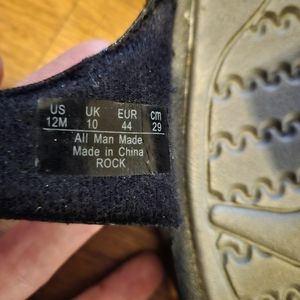 US UK EUR cm
12M 10 44 29
All Man Made
Made in China
ROCK